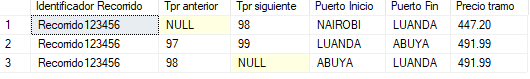 Identificador Recorrido Tpr anterior Tpr siguiente Puerto Inicio Puerto Fin Precio tramo
1 Recorrido123456 NULL 98 NAIROBI LUANDA 447.20
2 Recorrido123456 97 99 LUANDA ABUYA 491.99
3 Recorrido123456 98 NULL ABUYA LUANDA 491.99